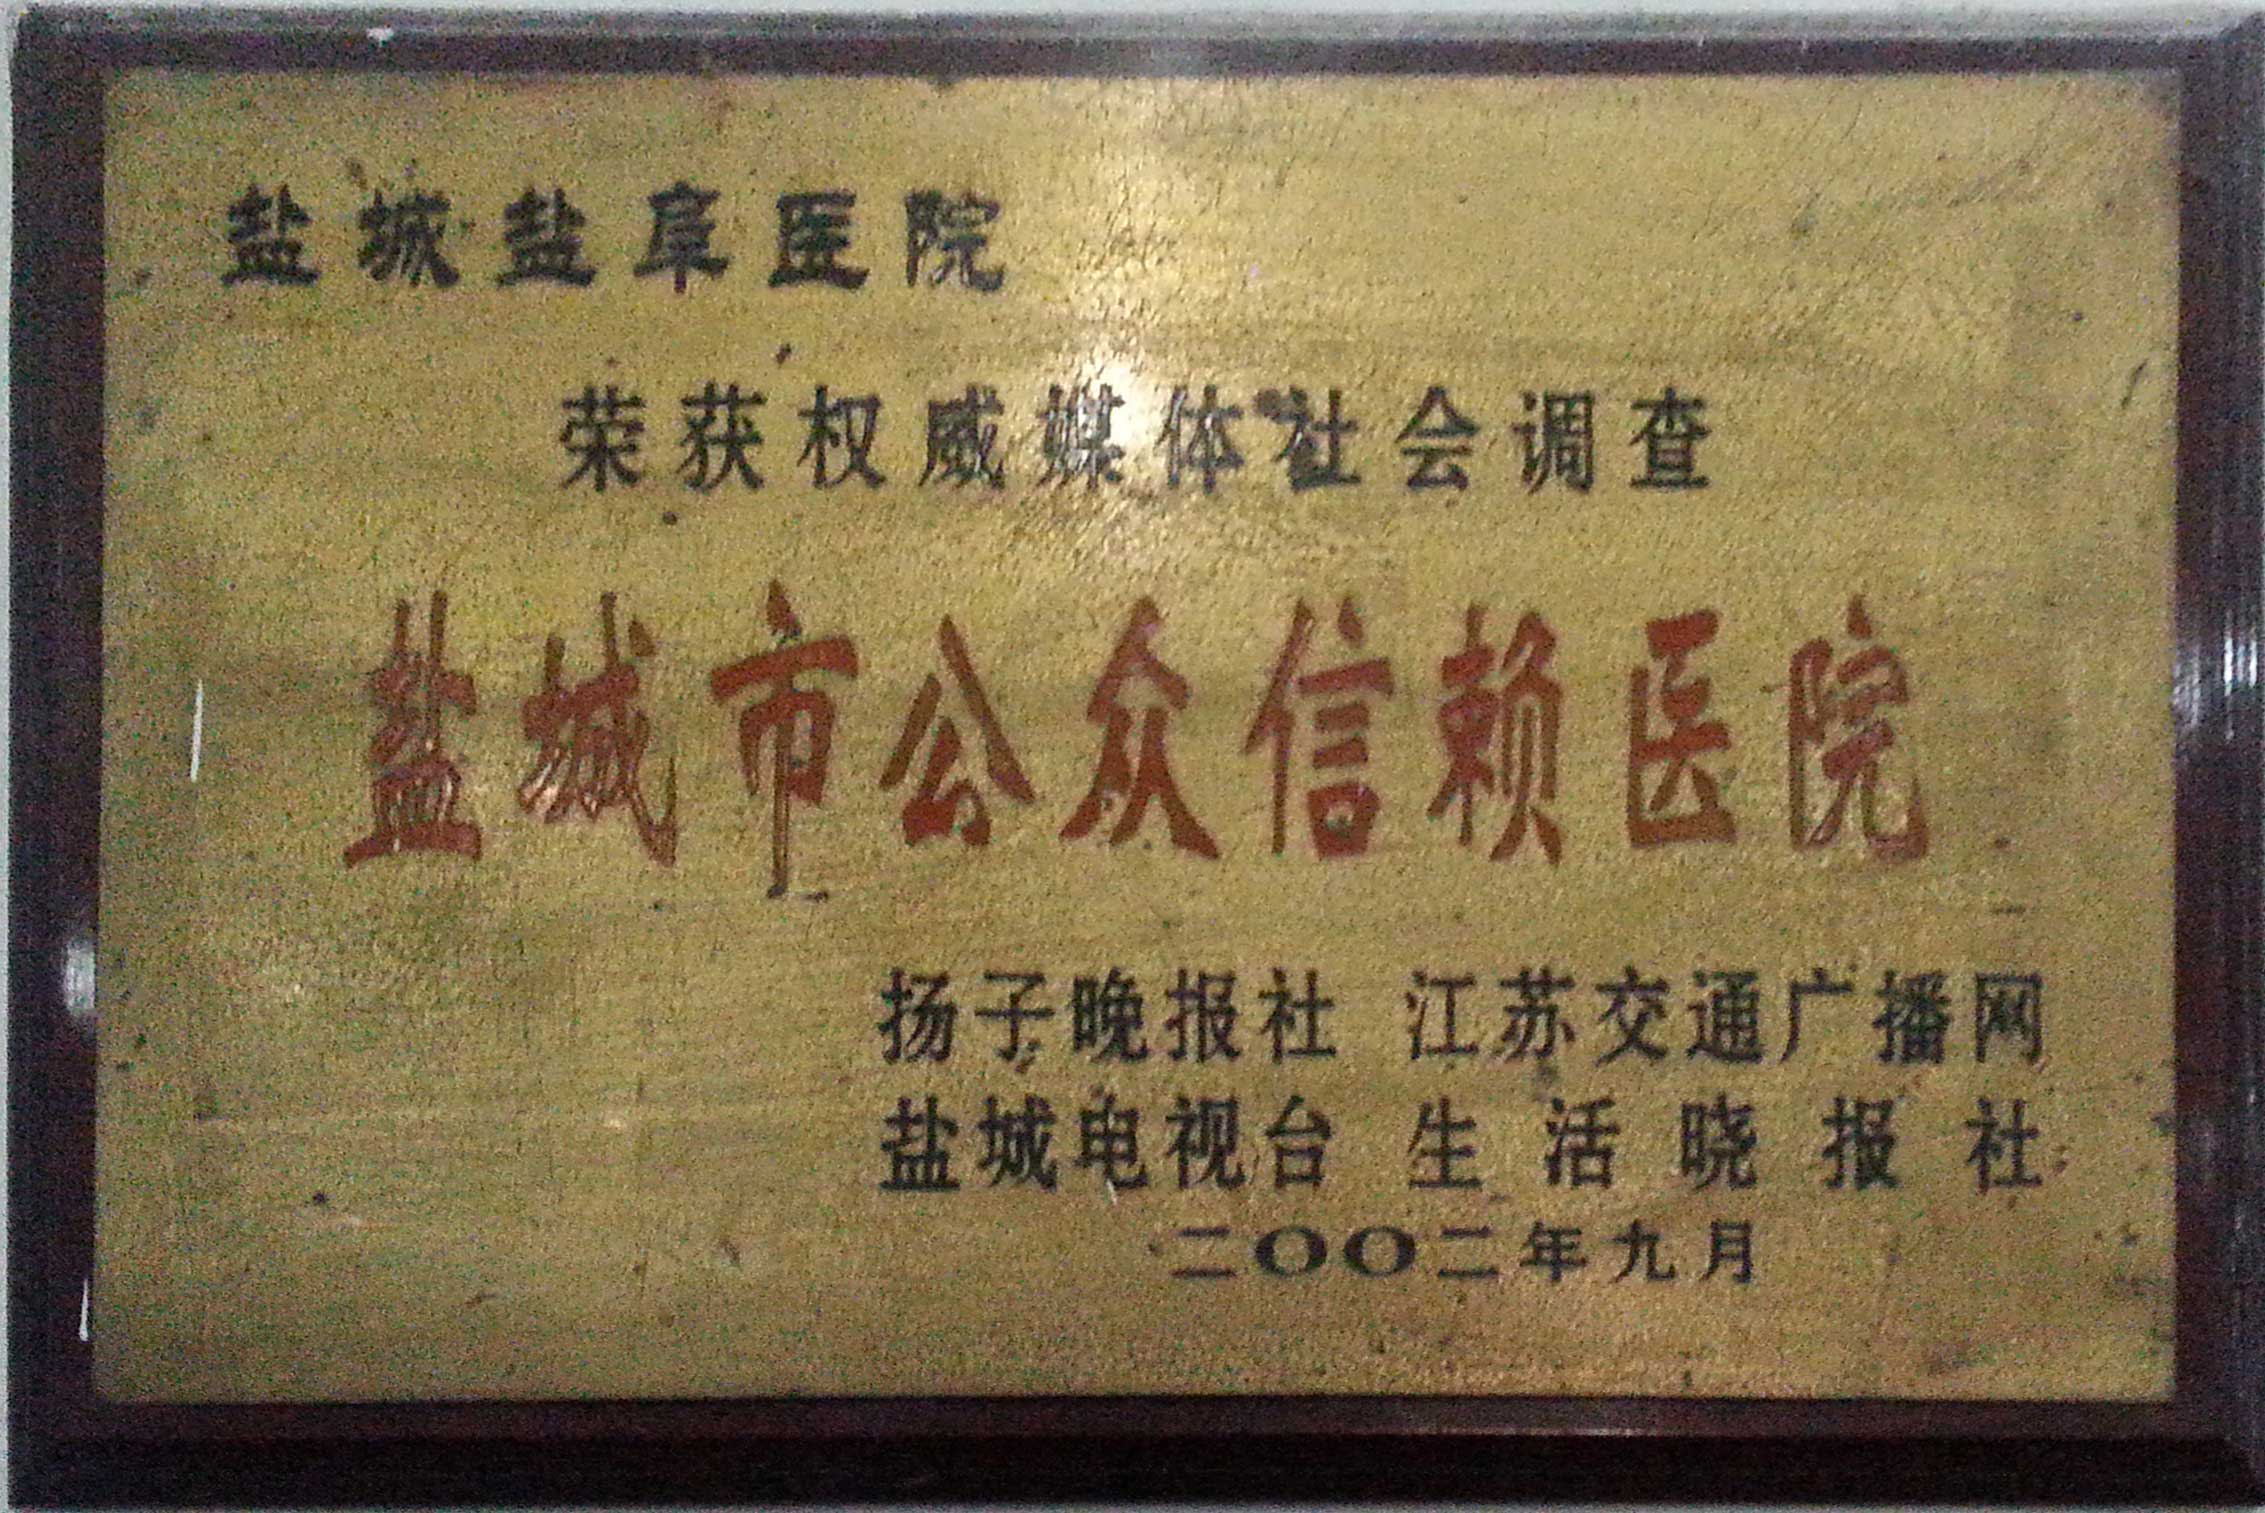 盐城盐阜医院
荣获权威媒体社会调查
盐城市公众信赖医院
扬子晚报社 江苏交通广播网
盐城电视台 生活晓报社
二OO二年九月